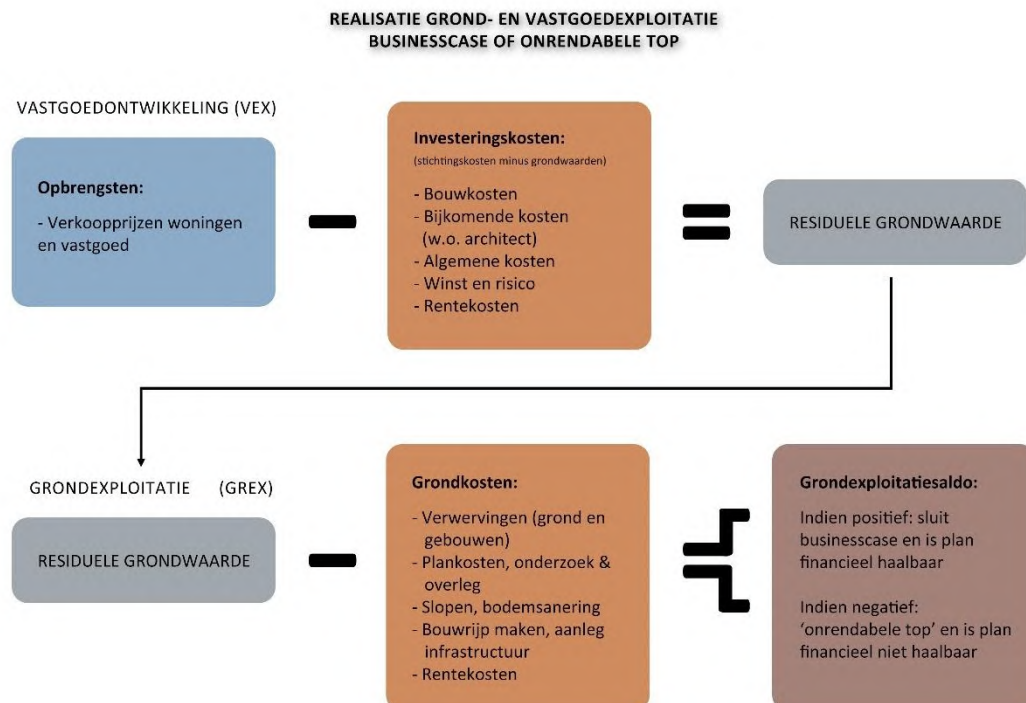 REALISATIE GROND- EN VASTGOEDEXPLOITATIE
BUSINESSCASE OF ONRENDABELE TOP
VASTGOEDONTWIKKELING (VEX)
Opbrengsten:
- Verkoopprijzen woningen
en vastgoed
Investeringskosten:
(stichtingskosten minus grondwaarden)
- Bouwkosten
- Bijkomende kosten
(w.o. architect)
- Algemene kosten
- Winst en risico
- Rentekosten
RESIDUELE GRONDWAARDE
GRONDEXPLOITATIE (GREX)
RESIDUELE GRONDWAARDE
Grondkosten:
- Verwervingen (grond en
gebouwen)
- Plankosten, onderzoek &
overleg
- Slopen, bodemsanering
- Bouwrijp maken, aanleg
infrastructuur
- Rentekosten
Grondexploitatiesaldo:
Indien positief: sluit
businesscase en is plan
financieel haalbaar
Indien negatief:
‘onrendabele top’ en is plan
financieel niet haalbaar